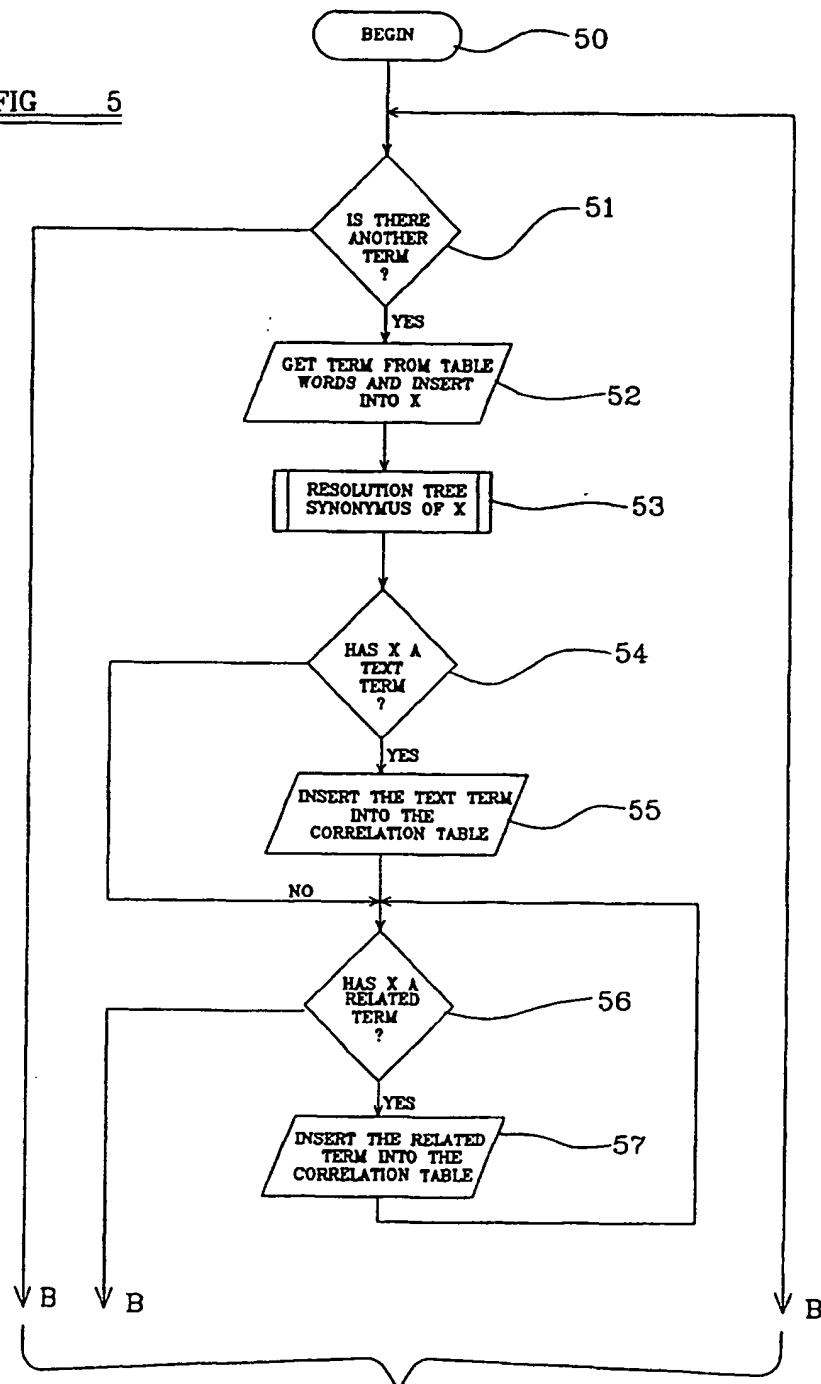 BEGIN
50
FIG 5
IS THERE
ANOTHER
TERM
?
51
YES
GET TERM FROM TABLE
WORDS AND INSERT
INTO X
52
RESOLUTION TREE
SYNONYMUS OF X
53
HAS X A
TEXT
TERM
?
54
YES
INSERT THE TEXT TERM
INTO THE
CORRELATION TABLE
55
NO
HAS X A
RELATED
TERM
?
56
YES
INSERT THE RELATED
TERM INTO THE
CORRELATION TABLE
57
B
B
B